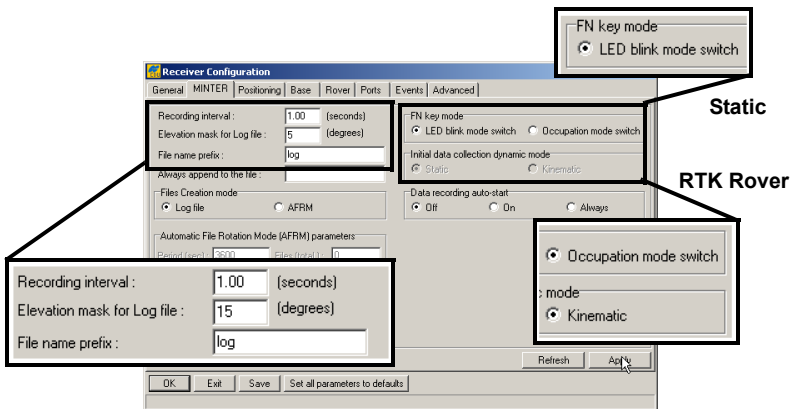 FN key mode
LED blink mode switch
Static
RTK Rover
Receiver Configuration
General MINTER Positioning Base Rover Ports Events Advanced
Recording interval : 1.00 (seconds)
Elevation mask for Log file : 5 (degrees)
File name prefix : log
Always append to the file :
FN key mode
LED blink mode switch Occupation mode switch
Initial data collection dynamic mode
Static Kinematic
Files Creation mode
Log file AFRM
Data recording auto-start
Off On Always
Automatic File Rotation Mode (AFRM) parameters
Period (sec) : 3600 Files (total) : 0
Recording interval : 1.00 (seconds)
Elevation mask for Log file : 15 (degrees)
File name prefix : log
Occupation mode switch
mode
Kinematic
Refresh Apply
OK Exit Save Set all parameters to defaults